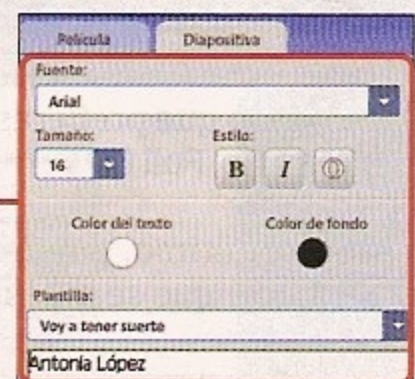 Película Diapositiva
Fuente:
Arial
Tamaño: Estilo:
16 B I
Color del texto Color de fondo
Plantilla:
Voy a tener suerte
Antonia López